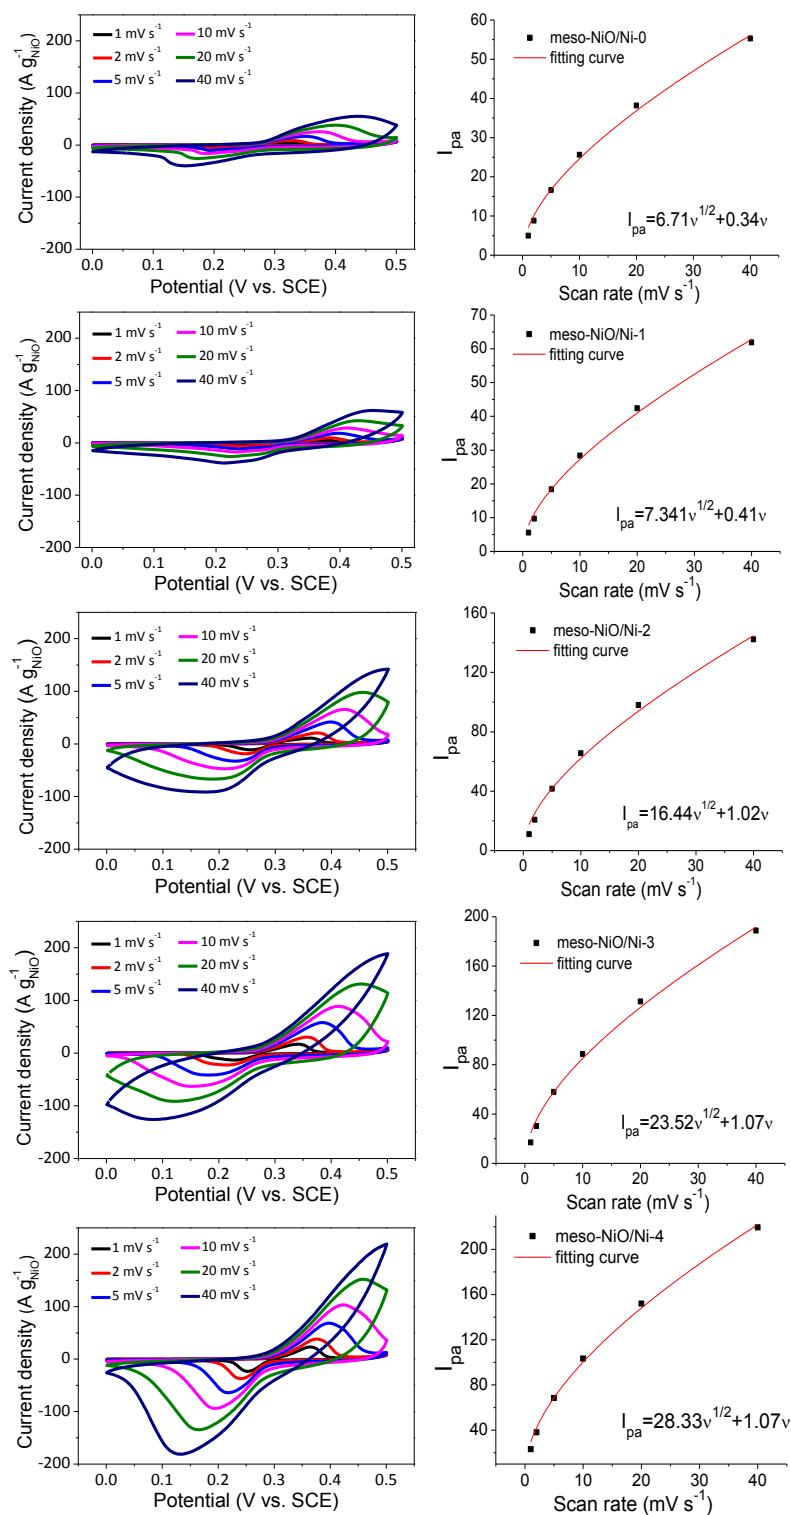 1 mV s⁻¹ 10 mV s⁻¹
2 mV s⁻¹ 20 mV s⁻¹
5 mV s⁻¹ 40 mV s⁻¹
200
100
0
-100
-200
0.0 0.1 0.2 0.3 0.4 0.5
Current density (A g⁻¹NiO)
Potential (V vs. SCE)
meso-NiO/Ni-0
fitting curve
60
50
40
30
20
10
0
0 10 20 30 40
Ipa
Ipa=6.71ν^1/2+0.34ν
Scan rate (mV s⁻¹)
1 mV s⁻¹ 10 mV s⁻¹
2 mV s⁻¹ 20 mV s⁻¹
5 mV s⁻¹ 40 mV s⁻¹
200
100
0
-100
-200
0.0 0.1 0.2 0.3 0.4 0.5
Current density (A g⁻¹NiO)
Potential (V vs. SCE)
meso-NiO/Ni-1
fitting curve
70
60
50
40
30
20
10
0
0 10 20 30 40
Ipa
Ipa=7.341ν^1/2+0.41ν
Scan rate (mV s⁻¹)
1 mV s⁻¹ 10 mV s⁻¹
2 mV s⁻¹ 20 mV s⁻¹
5 mV s⁻¹ 40 mV s⁻¹
200
100
0
-100
-200
0.0 0.1 0.2 0.3 0.4 0.5
Current density (A g⁻¹NiO)
Potential (V vs. SCE)
meso-NiO/Ni-2
fitting curve
160
120
80
40
0
0 10 20 30 40
Ipa
Ipa=16.44ν^1/2+1.02ν
Scan rate (mV s⁻¹)
1 mV s⁻¹ 10 mV s⁻¹
2 mV s⁻¹ 20 mV s⁻¹
5 mV s⁻¹ 40 mV s⁻¹
200
100
0
-100
-200
0.0 0.1 0.2 0.3 0.4 0.5
Current density (A g⁻¹NiO)
Potential (V vs. SCE)
meso-NiO/Ni-3
fitting curve
200
160
120
80
40
0
0 10 20 30 40
Ipa
Ipa=23.52ν^1/2+1.07ν
Scan rate (mV s⁻¹)
1 mV s⁻¹ 10 mV s⁻¹
2 mV s⁻¹ 20 mV s⁻¹
5 mV s⁻¹ 40 mV s⁻¹
200
100
0
-100
-200
0.0 0.1 0.2 0.3 0.4 0.5
Current density (A g⁻¹NiO)
Potential (V vs. SCE)
meso-NiO/Ni-4
fitting curve
200
160
120
80
40
0 10 20 30 40
Ipa
Ipa=28.33ν^1/2+1.07ν
Scan rate (mV s⁻¹)